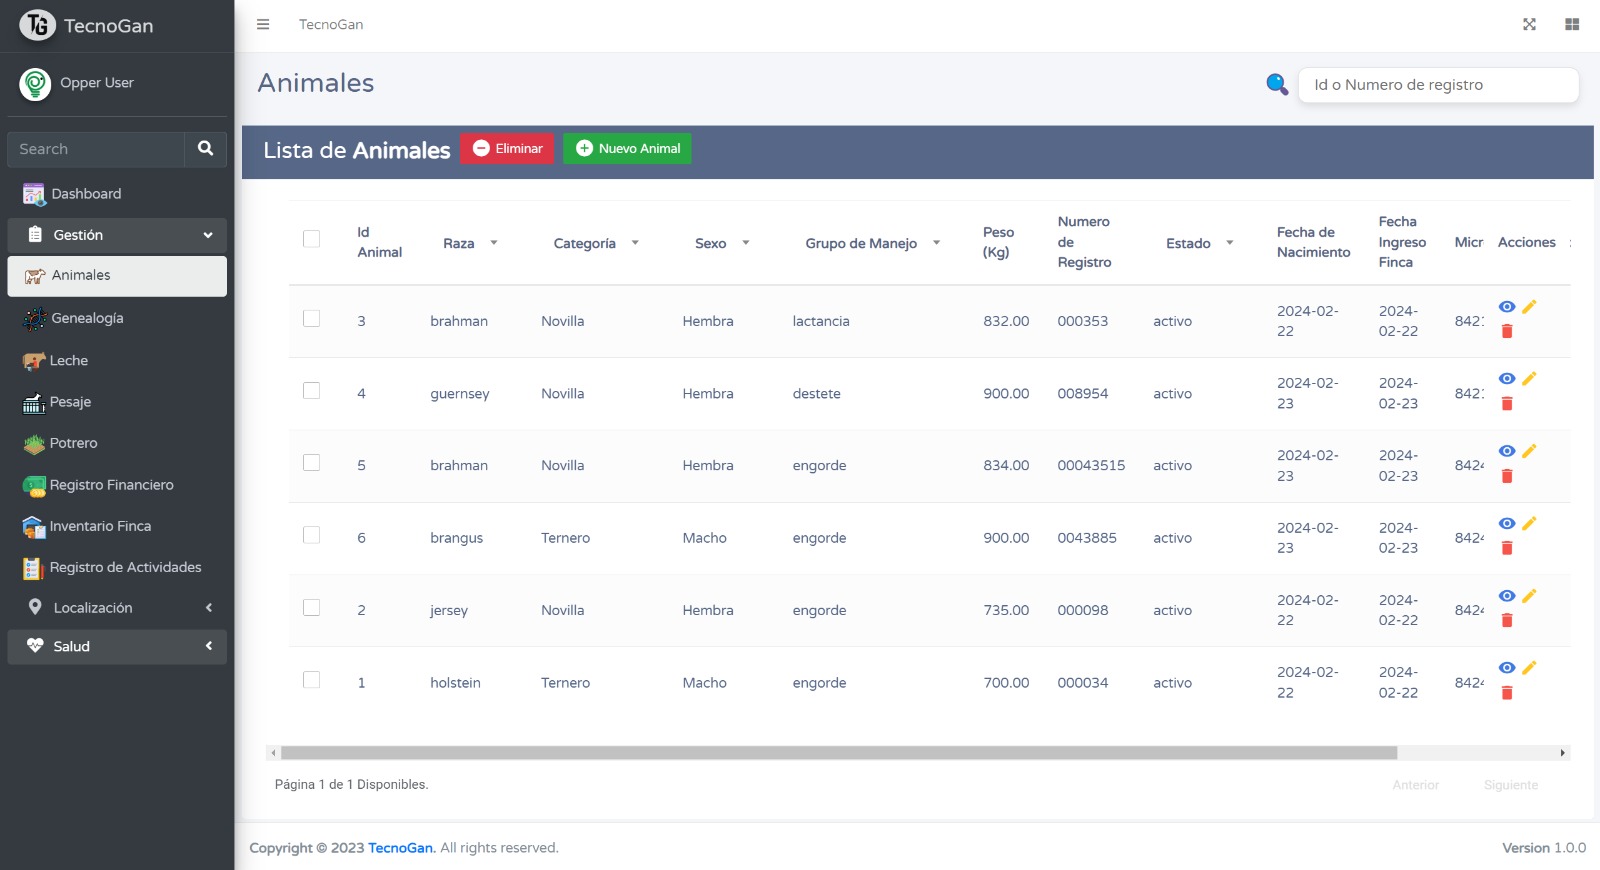 TecnoGan
TecnoGan
Opper User
Animales
Id o Numero de registro
Search
Lista de Animales
Eliminar
Nuevo Animal
Dashboard
Gestión
Animales
Genealogía
Leche
Pesaje
Potrero
Registro Financiero
Inventario Finca
Registro de Actividades
Localización
Salud
Id Animal Raza Categoría Sexo Grupo de Manejo Peso (Kg) Numero de Registro Estado Fecha de Nacimiento Fecha Ingreso Finca Micr Acciones
3 brahman Novilla Hembra lactancia 832.00 000353 activo 2024-02-22 2024-02-22 842
4 guernsey Novilla Hembra destete 900.00 008954 activo 2024-02-23 2024-02-23 842
5 brahman Novilla Hembra engorde 834.00 00043515 activo 2024-02-23 2024-02-23 842
6 brangus Ternero Macho engorde 900.00 0043885 activo 2024-02-23 2024-02-23 842
2 jersey Novilla Hembra engorde 735.00 000098 activo 2024-02-22 2024-02-22 842
1 holstein Ternero Macho engorde 700.00 000034 activo 2024-02-22 2024-02-22 842
Página 1 de 1 Disponibles.
Anterior
Siguiente
Copyright © 2023 TecnoGan. All rights reserved.
Version 1.0.0